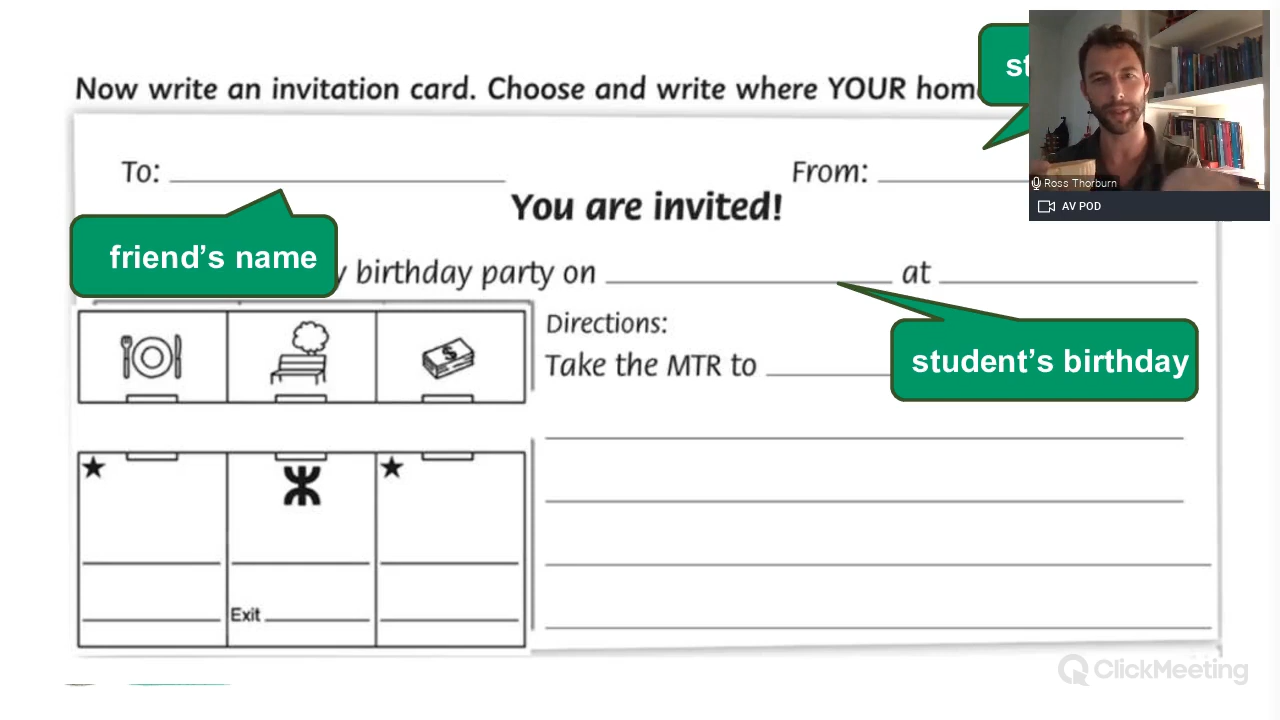 st
Now write an invitation card. Choose and write where YOUR hom
To: From:
Ross Thorburn
AV POD
You are invited!
friend's name
y birthday party on at
Directions:
Take the MTR to
student's birthday
$
Exit
ClickMeeting